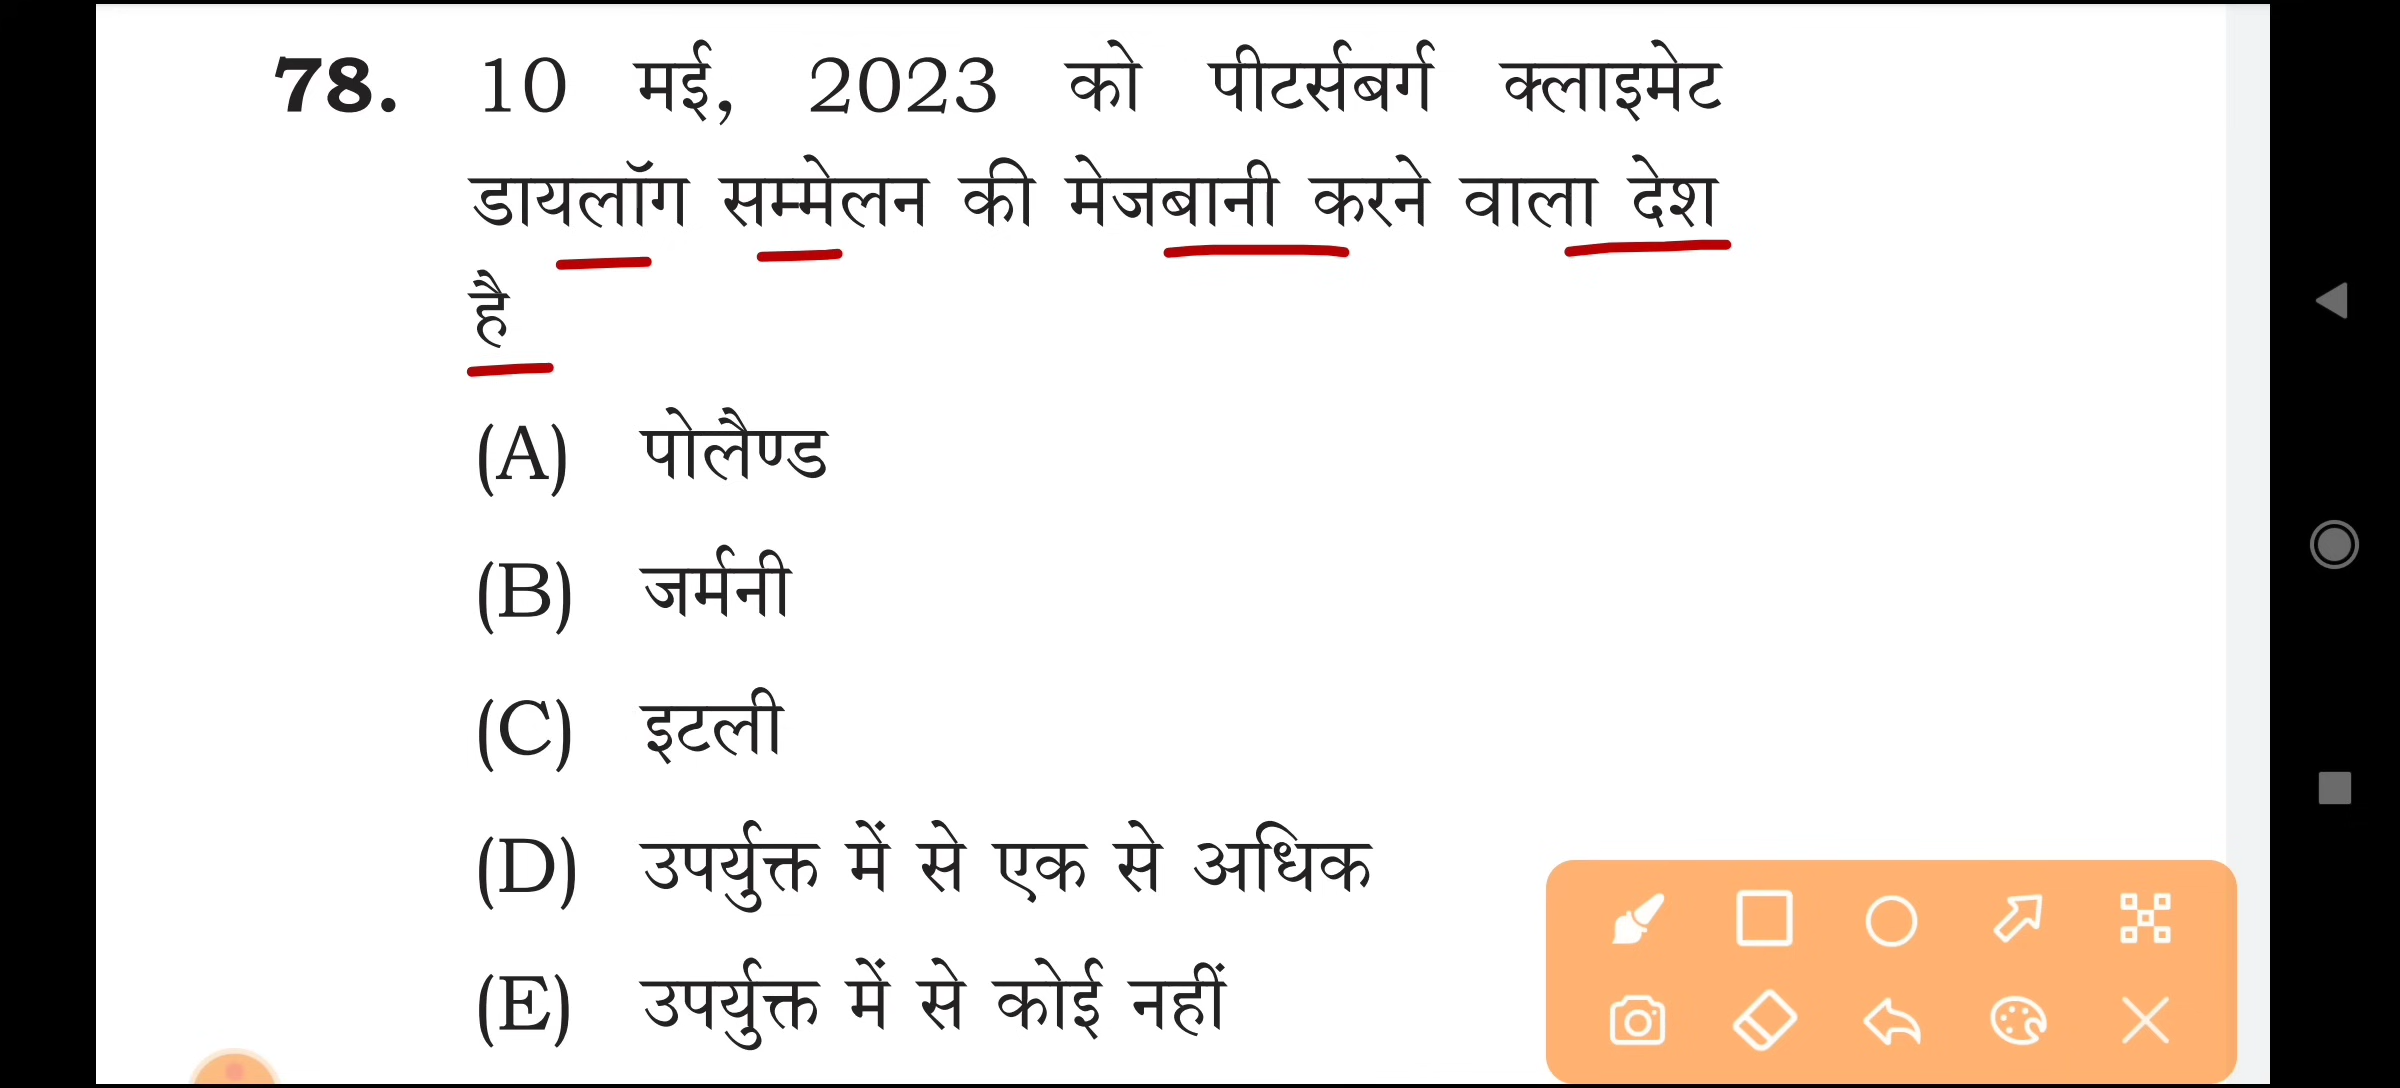 78. 10 मई, 2023 को पीटर्सबर्ग क्लाइमेट
डायलॉग सम्मेलन की मेजबानी करने वाला देश
है
(A) पोलैण्ड
(B) जर्मनी
(C) इटली
(D) उपर्युक्त में से एक से अधिक
(E) उपर्युक्त में से कोई नहीं